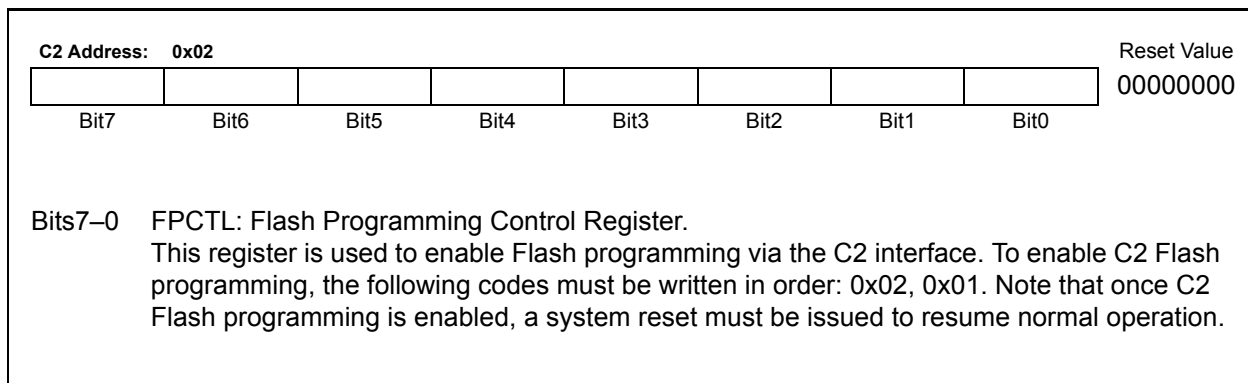 C2 Address: 0x02 Reset Value
00000000
Bit7 Bit6 Bit5 Bit4 Bit3 Bit2 Bit1 Bit0
Bits7–0 FPCTL: Flash Programming Control Register.
This register is used to enable Flash programming via the C2 interface. To enable C2 Flash
programming, the following codes must be written in order: 0x02, 0x01. Note that once C2
Flash programming is enabled, a system reset must be issued to resume normal operation.